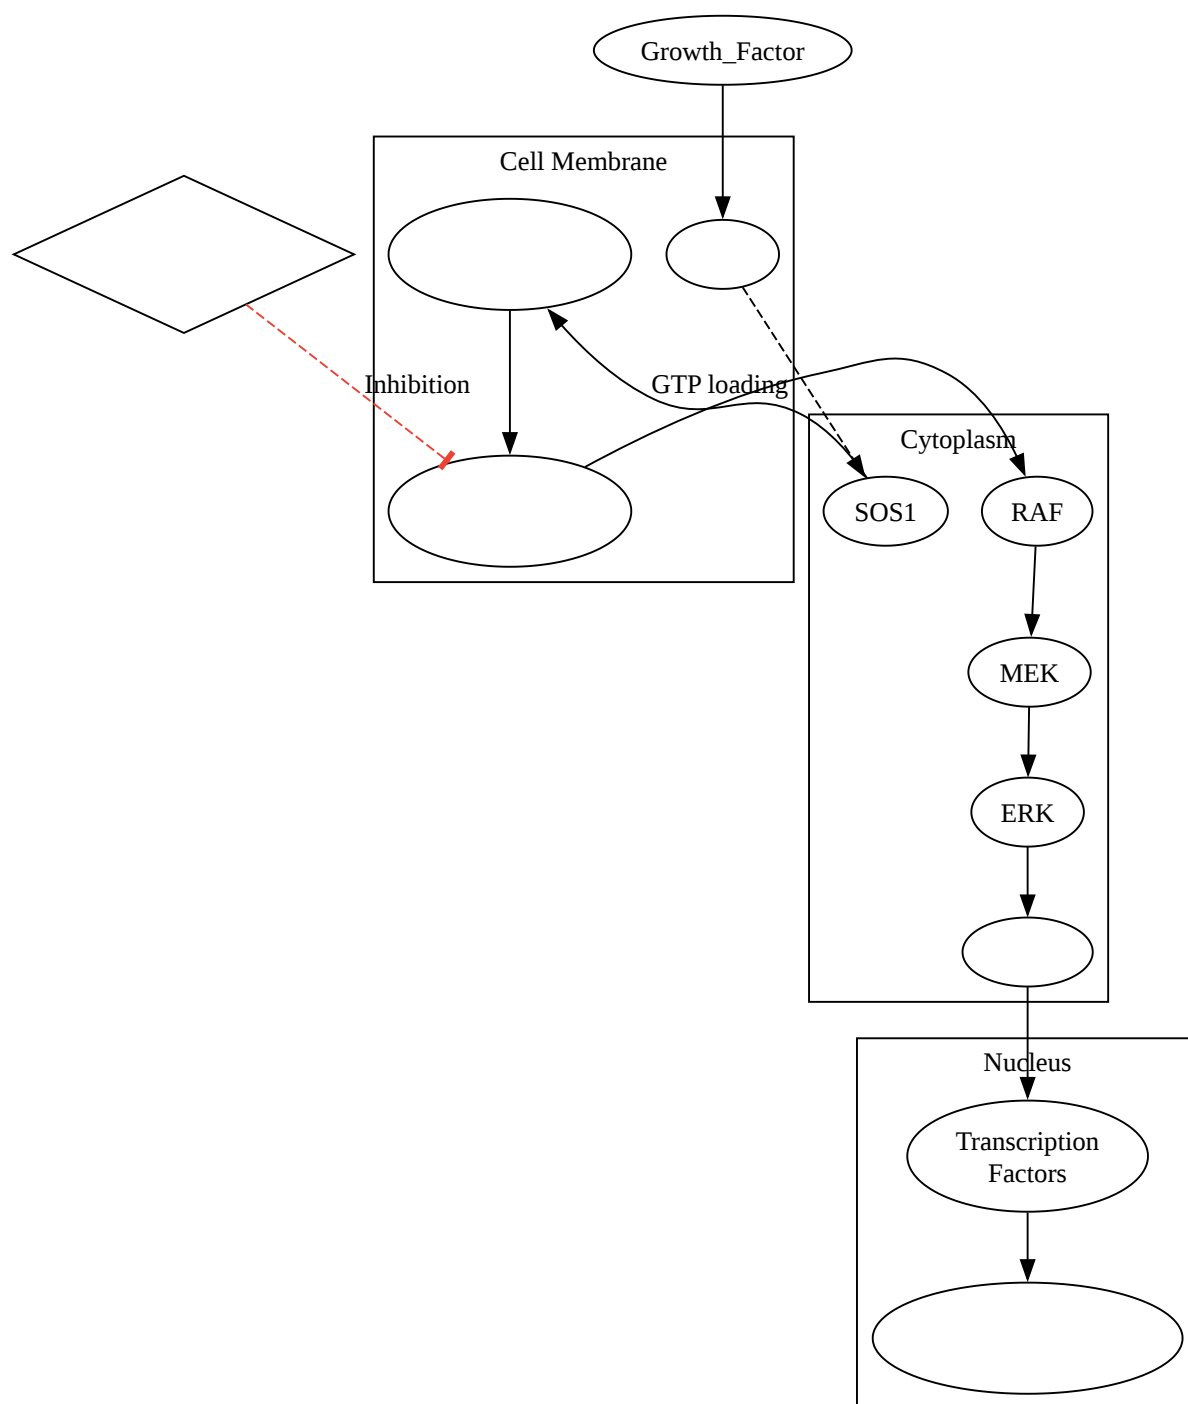 Growth_Factor
Cell Membrane
Inhibition
GTP loading
Cytoplasm
SOS1
RAF
MEK
ERK
Nucleus
Transcription
Factors